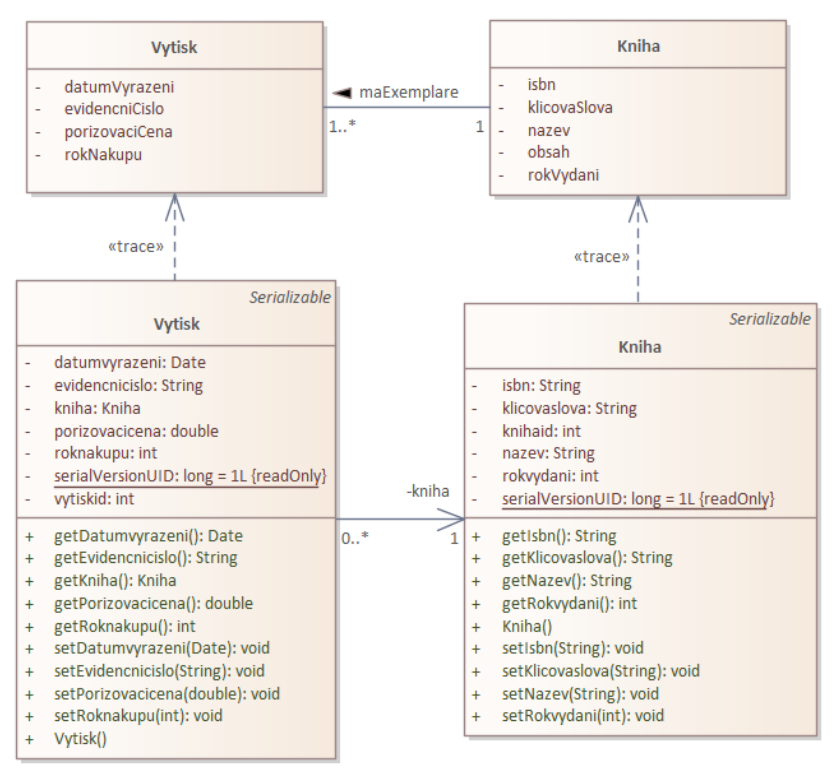 Vytisk
- datumVyrazeni
- evidencniCislo
- porizovaciCena
- rokNakupu
maExemplare
1..*
1
Kniha
- isbn
- klicovaSlova
- nazev
- obsah
- rokVydani
«trace»
«trace»
Serializable
Vytisk
- datumvyrazeni: Date
- evidencnicislo: String
- kniha: Kniha
- porizovacicena: double
- roknakupu: int
- serialVersionUID: long = 1L {readOnly}
- vytiskid: int
+ getDatumvyrazeni(): Date
+ getEvidencnicislo(): String
+ getKniha(): Kniha
+ getPorizovacicena(): double
+ getRoknakupu(): int
+ setDatumvyrazeni(Date): void
+ setEvidencnicislo(String): void
+ setPorizovacicena(double): void
+ setRoknakupu(int): void
+ Vytisk()
-kniha
0..*
1
Serializable
Kniha
- isbn: String
- klicovaslova: String
- knihaid: int
- nazev: String
- rokvydani: int
- serialVersionUID: long = 1L {readOnly}
+ getIsbn(): String
+ getKlicovaslova(): String
+ getNazev(): String
+ getRokvydani(): int
+ Kniha()
+ setIsbn(String): void
+ setKlicovaslova(String): void
+ setNazev(String): void
+ setRokvydani(int): void